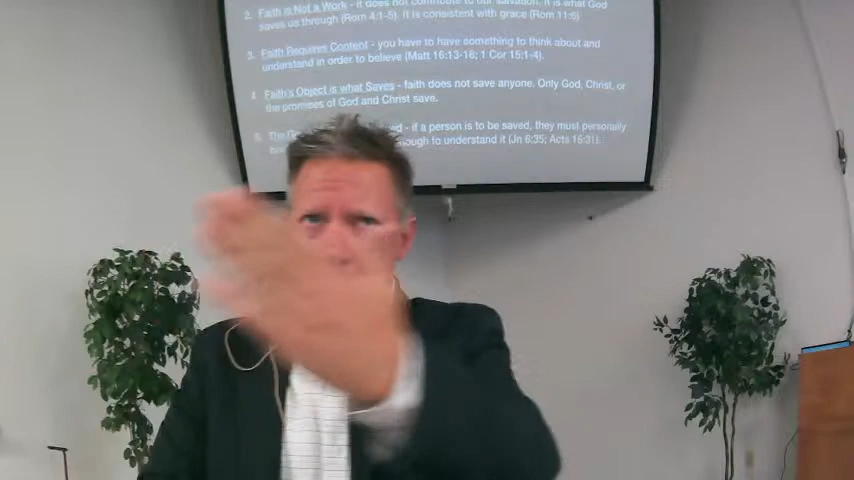 2. Faith is Not a Work - it does not contribute to our salvation. It is what God
saves us through (Rom 4:1-5). It is consistent with grace (Rom 11:6)
3. Faith Requires Content - you have to have something to think about and
understand in order to believe (Matt 16:13-16; 1 Cor 15:1-4).
4. Faith's Object is what Saves - faith does not save anyone. Only God, Christ, or
the promises of God and Christ save.
The - if a person is to be saved, they must personally
enough to understand it (Jn 6:35; Acts 16:31).